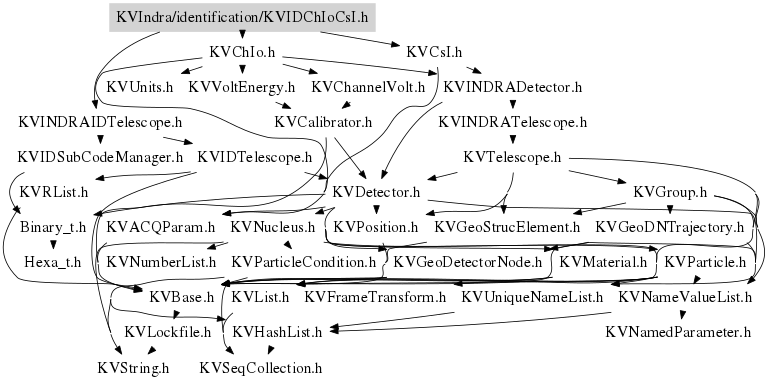 KVIndra/identification/KVIDChIoCsI.h
KVChIo.h KVCsI.h
KVUnits.h KVVoltEnergy.h KVChannelVolt.h KVINDRADetector.h
KVINDRAIDTelescope.h KVCalibrator.h KVINDRATelescope.h
KVIDSubCodeManager.h KVIDTelescope.h KVTelescope.h
KVRList.h KVDetector.h KVGroup.h
Binary_t.h KVACQParam.h KVNucleus.h KVPosition.h KVGeoStrucElement.h KVGeoDNTrajectory.h
Hexa_t.h KVNumberList.h KVParticleCondition.h KVGeoDetectorNode.h KVMaterial.h KVParticle.h
KVBase.h KVList.h KVFrameTransform.h KVUniqueNameList.h KVNameValueList.h
KVLockfile.h KVHashList.h KVNamedParameter.h
KVString.h KVSeqCollection.h